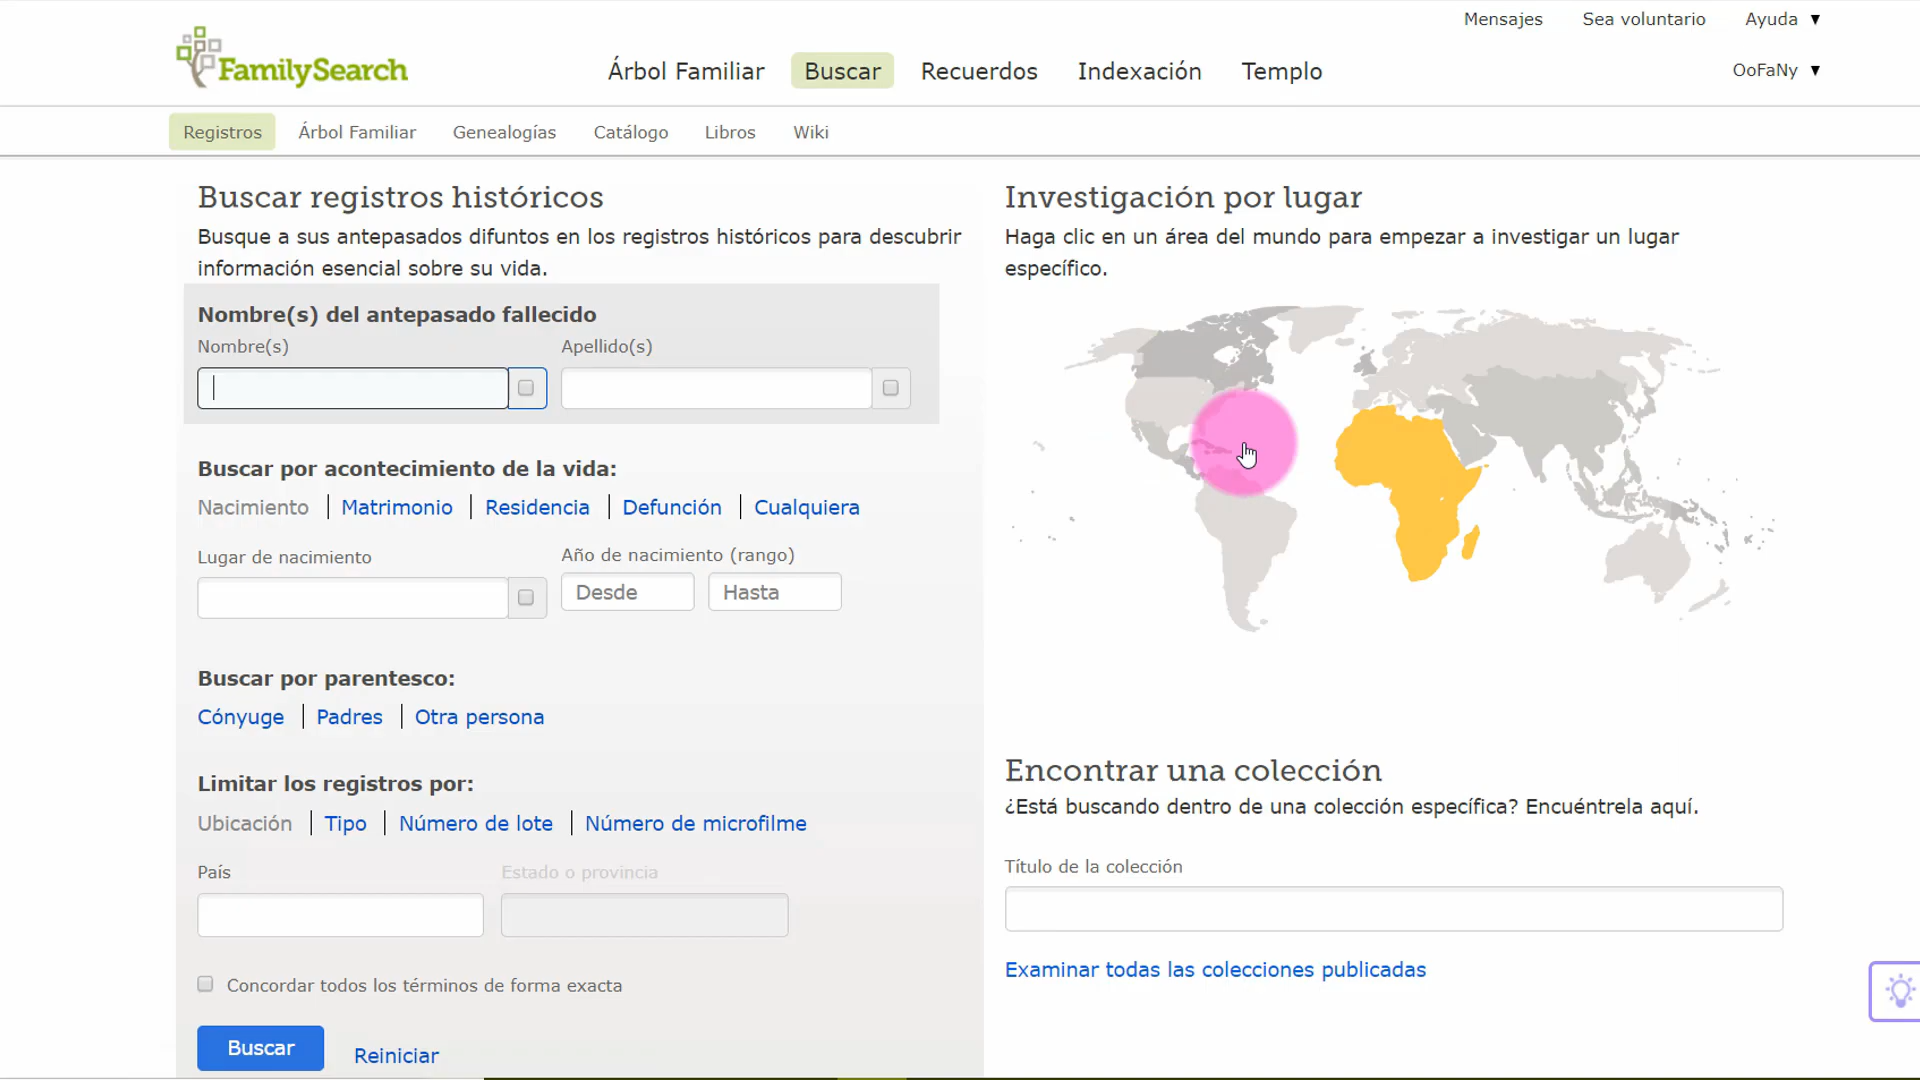 Mensajes Sea voluntario Ayuda ▼
FamilySearch
Árbol Familiar Buscar Recuerdos Indexación Templo
OoFaNy ▼
Registros Árbol Familiar Genealogías Catálogo Libros Wiki
Buscar registros históricos
Busque a sus antepasados difuntos en los registros históricos para descubrir
información esencial sobre su vida.
Nombre(s) del antepasado fallecido
Nombre(s) Apellido(s)
Buscar por acontecimiento de la vida:
Nacimiento | Matrimonio | Residencia | Defunción | Cualquiera
Lugar de nacimiento Año de nacimiento (rango)
Desde Hasta
Buscar por parentesco:
Cónyuge | Padres | Otra persona
Limitar los registros por:
Ubicación | Tipo | Número de lote | Número de microfilme
País Estado o provincia
Concordar todos los términos de forma exacta
Buscar Reiniciar
Investigación por lugar
Haga clic en un área del mundo para empezar a investigar un lugar
específico.
Encontrar una colección
¿Está buscando dentro de una colección específica? Encuéntrela aquí.
Título de la colección
Examinar todas las colecciones publicadas